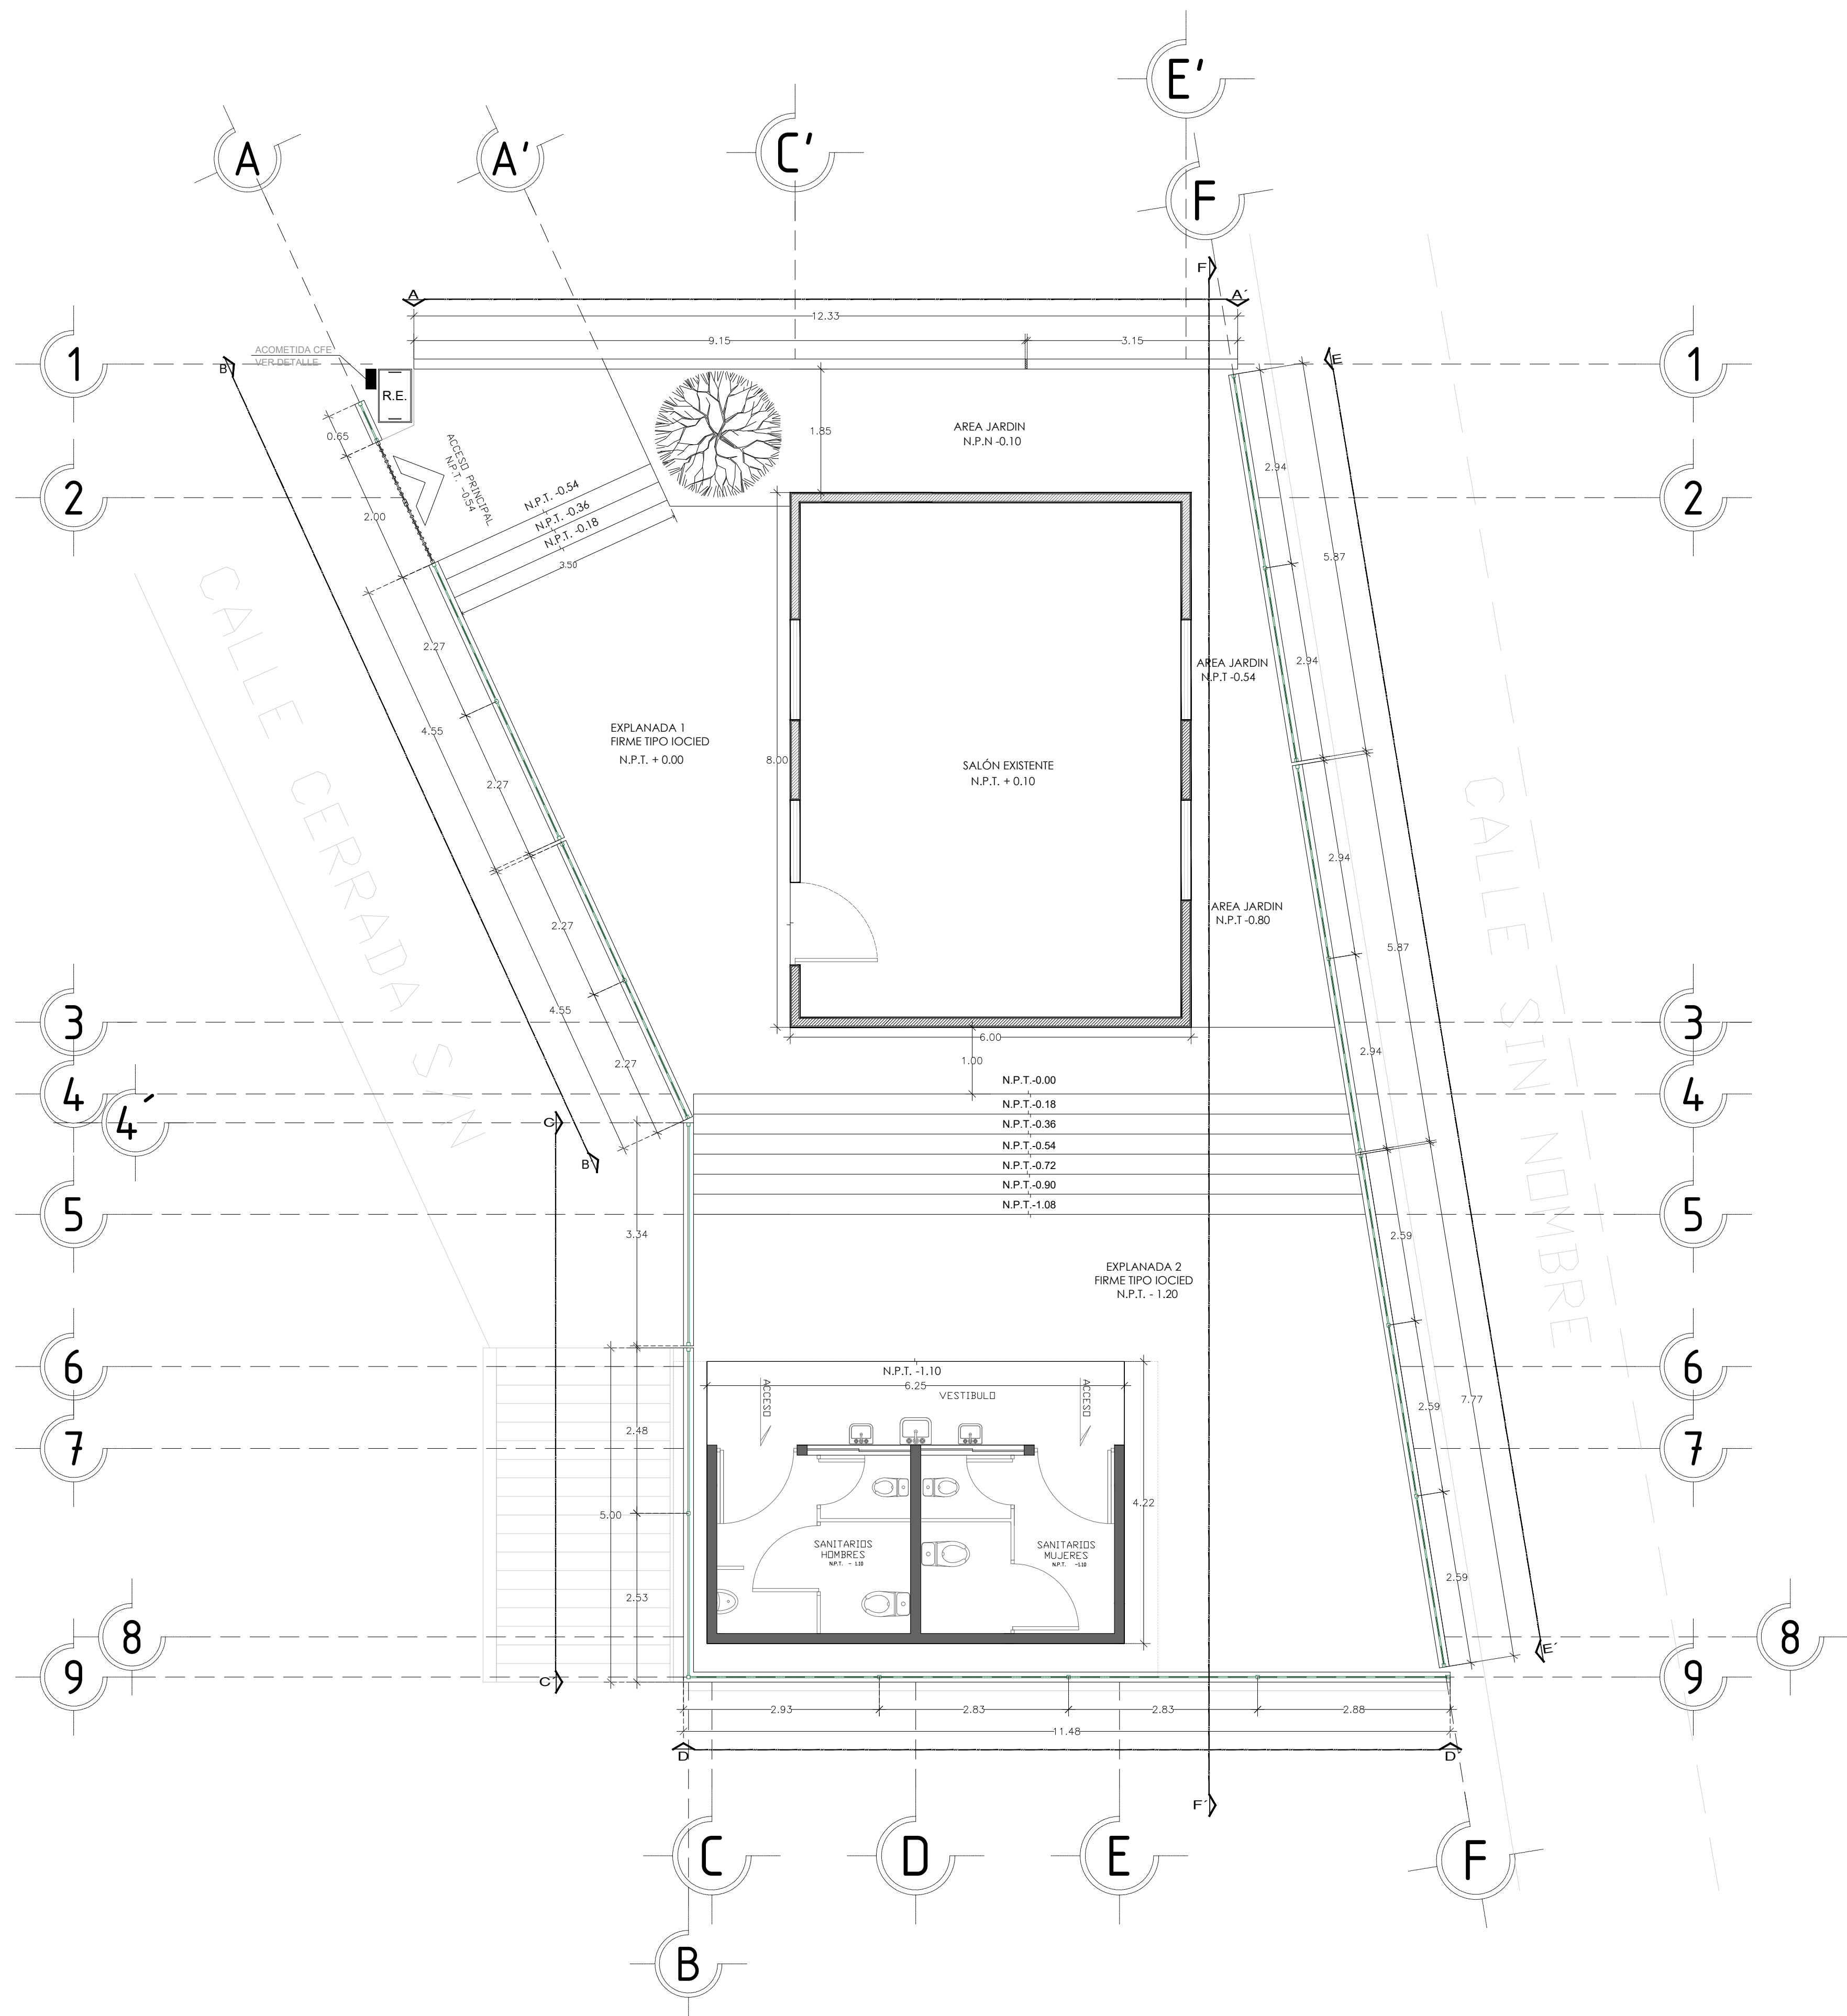 E'
A
A'
C'
F
F
A
A´
12.33
9.15
3.15
1
ACOMETIDA CFE
VER DETALLE
B
R.E.
E
1
0.65
ACCESO PRINCIPAL
N.P.T. -0.54
1.85
AREA JARDIN
N.P.N -0.10
2.94
2
2.00
N.P.T. -0.54
N.P.T. -0.36
N.P.T. -0.18
3.50
5.87
2
CALLE CERRADA S/N
2.27
AREA JARDIN
N.P.T -0.54
2.94
4.55
EXPLANADA 1
FIRME TIPO IOCIED
N.P.T. + 0.00
8.00
SALÓN EXISTENTE
N.P.T. + 0.10
2.27
CALLE SIN NOMBRE
2.94
2.27
AREA JARDIN
N.P.T -0.80
5.87
4.55
3
2.27
6.00
1.00
2.94
3
4
4´
N.P.T.-0.00
N.P.T.-0.18
N.P.T.-0.36
N.P.T.-0.54
N.P.T.-0.72
N.P.T.-0.90
N.P.T.-1.08
4
C
B´
5
3.34
2.59
5
EXPLANADA 2
FIRME TIPO IOCIED
N.P.T. - 1.20
6
N.P.T. -1.10
6.25
VESTIBULO
ACCESO
ACCESO
6
7.77
2.59
7
2.48
7
5.00
4.22
SANITARIOS
HOMBRES
N.P.T. - 1.10
SANITARIOS
MUJERES
N.P.T. -1.10
2.53
2.59
8
8
9
C´
E´
9
2.93
2.83
2.83
2.88
11.48
D
D´
F´
C
D
E
F
B